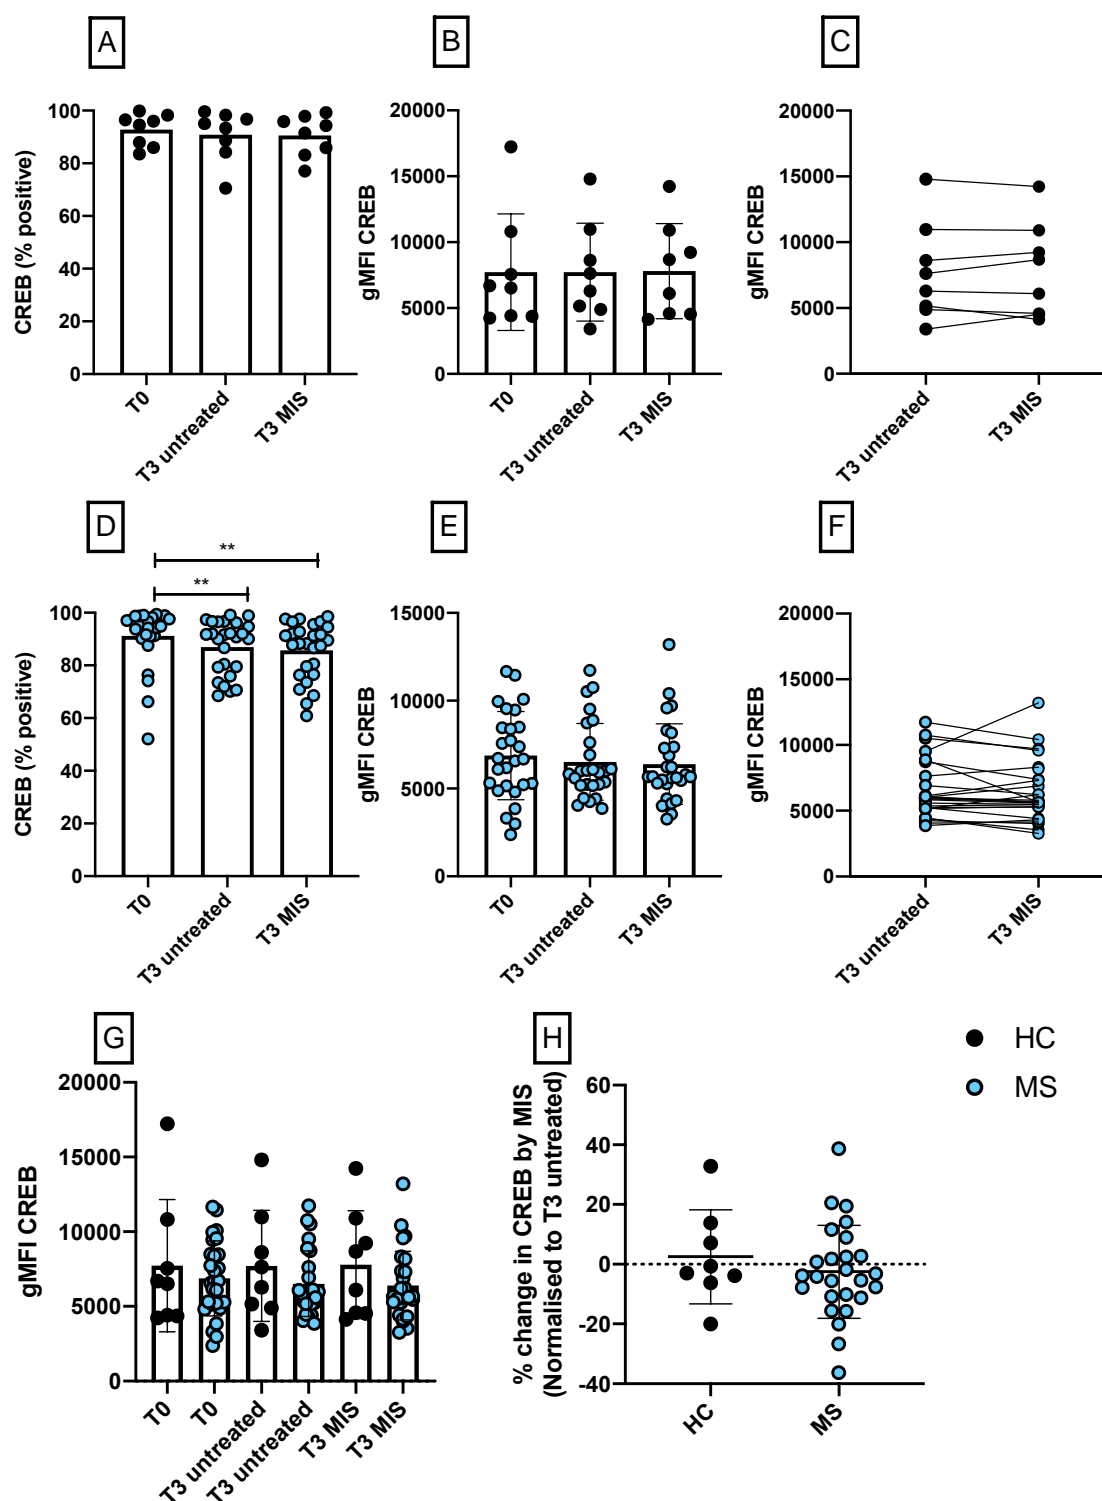 A
B
C
CREB (% positive)
100
80
60
40
20
0
T0
T3 untreated
T3 MIS
gMFI CREB
20000
15000
10000
5000
0
T0
T3 untreated
T3 MIS
gMFI CREB
20000
15000
10000
5000
0
T3 untreated
T3 MIS
D
E
F
**
**
CREB (% positive)
100
80
60
40
20
0
T0
T3 untreated
T3 MIS
gMFI CREB
15000
10000
5000
0
T0
T3 untreated
T3 MIS
gMFI CREB
20000
15000
10000
5000
0
T3 untreated
T3 MIS
G
H
HC
MS
gMFI CREB
20000
15000
10000
5000
0
T0
T0
T3 untreated
T3 untreated
T3 MIS
T3 MIS
% change in CREB by MIS
(Normalised to T3 untreated)
60
40
20
0
-20
-40
HC
MS